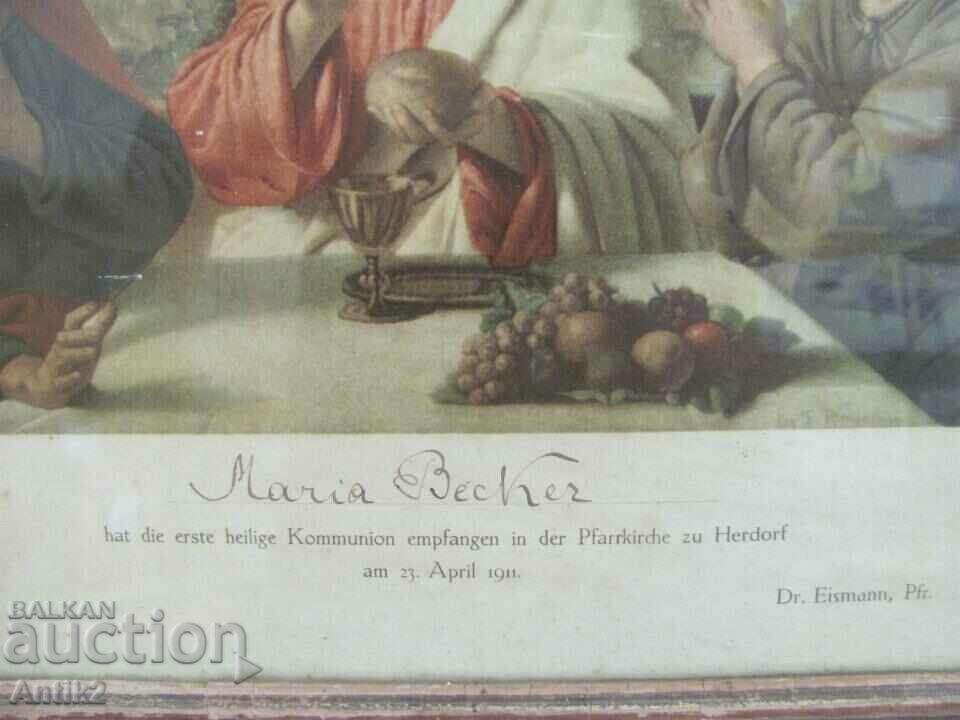 Maria Becker
hat die erste heilige Kommunion empfangen in der Pfarrkirche zu Herdorf
am 23. April 1911.
Dr. Eismann, Pfr.
BALKAN
auction
Antik2